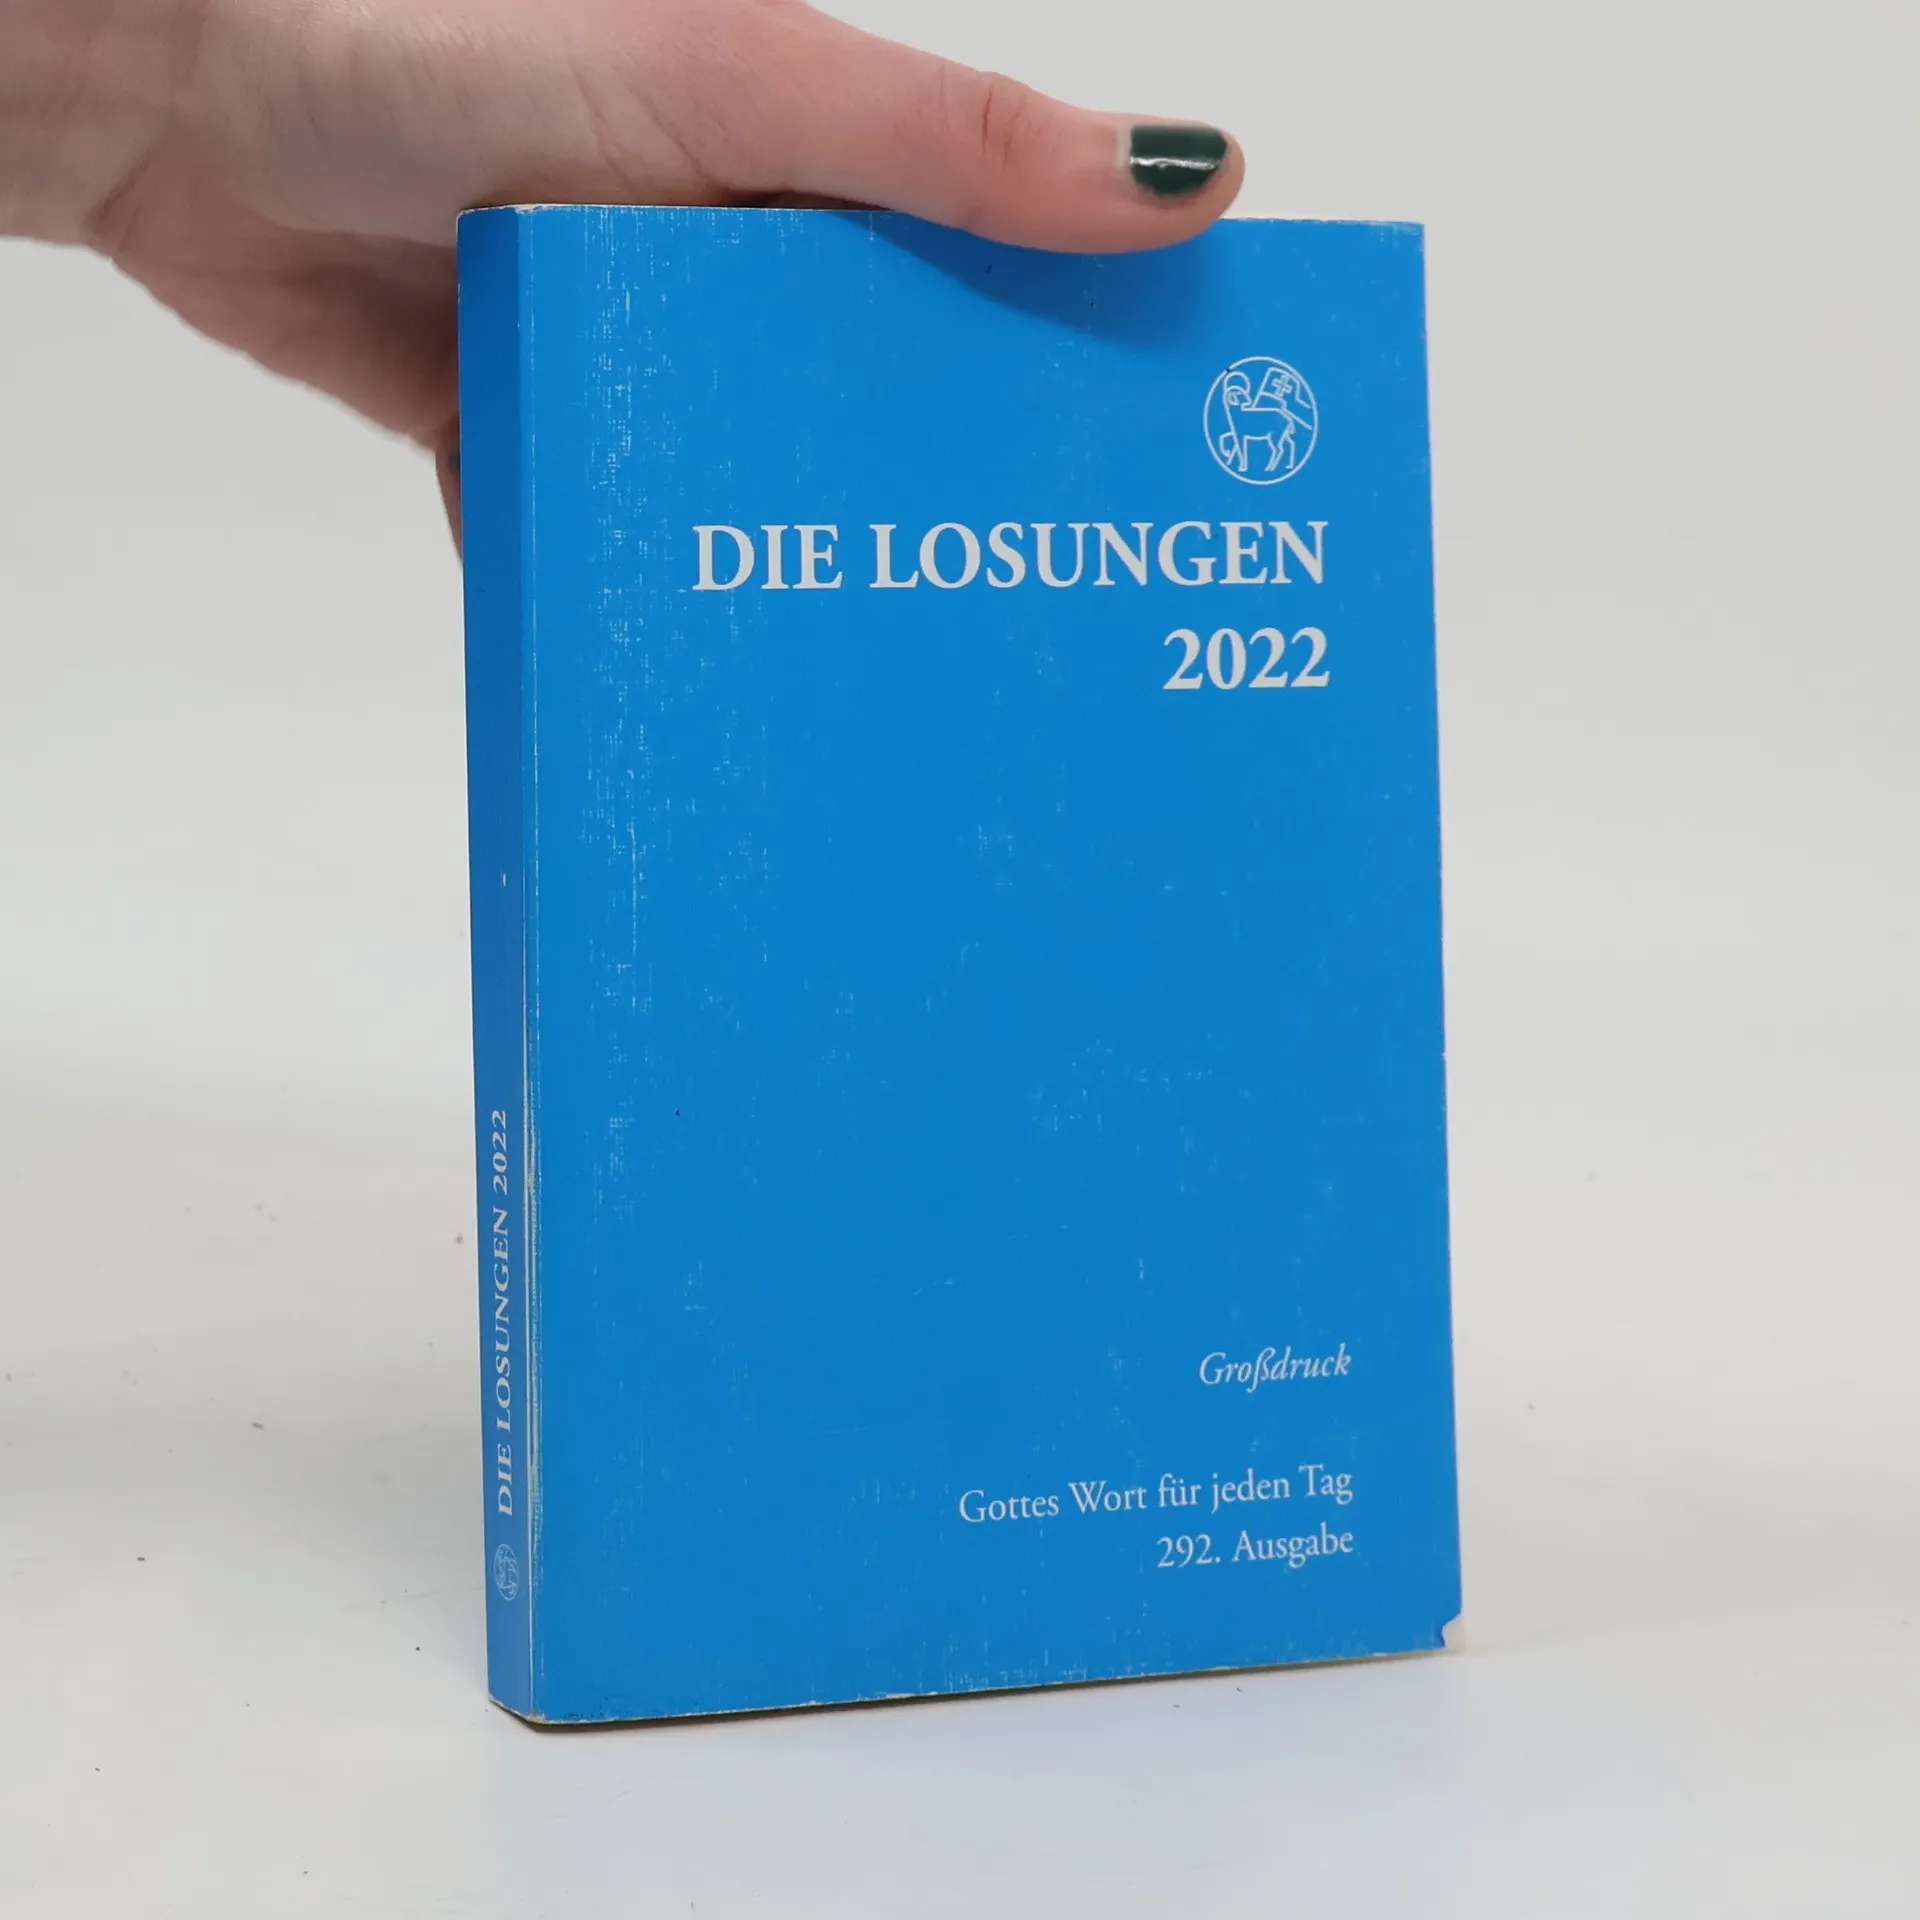 DIE LOSUNGEN
2022
Großdruck
Gottes Wort für jeden Tag
292. Ausgabe
DIE LOSUNGEN 2022